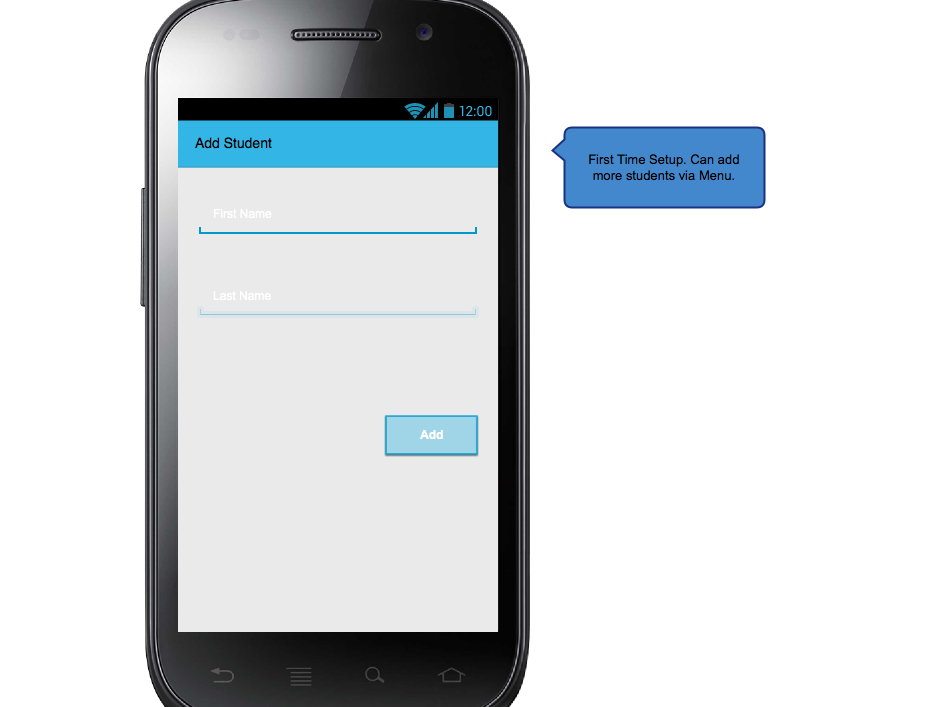 12:00
Add Student
First Time Setup. Can add
more students via Menu.
First Name
Last Name
Add